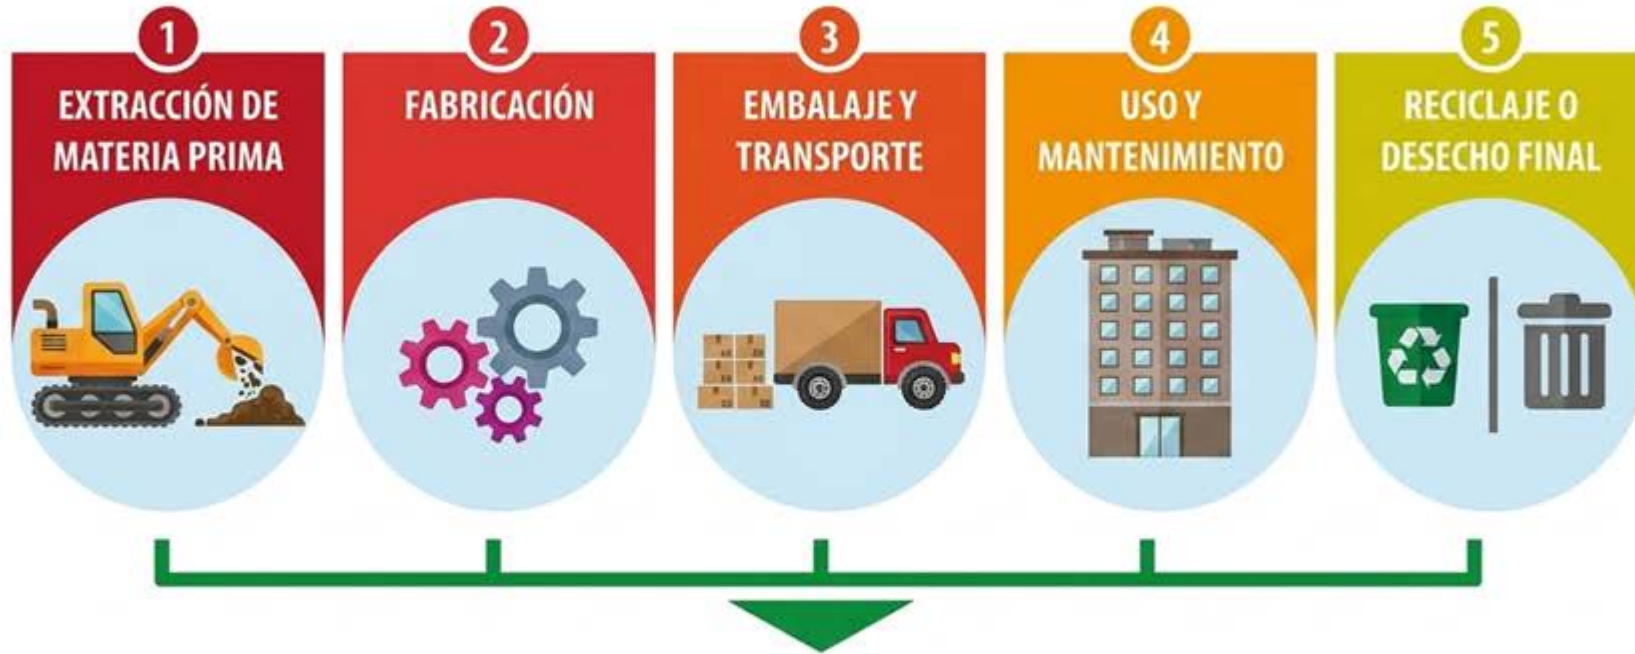 1
EXTRACCIÓN DE
MATERIA PRIMA
2
FABRICACIÓN
3
EMBALAJE Y
TRANSPORTE
4
USO Y
MANTENIMIENTO
5
RECICLAJE O
DESECHO FINAL